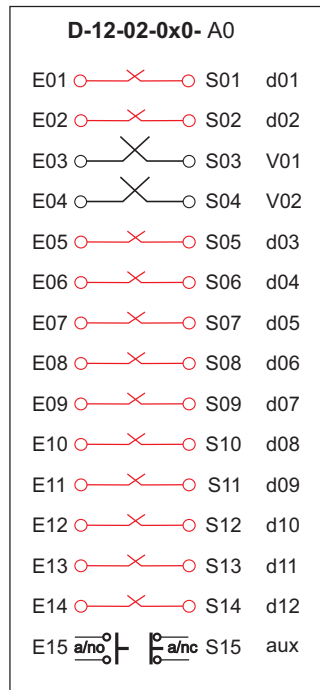 D-12-02-0x0- A0
E01 S01 d01
E02 S02 d02
E03 S03 V01
E04 S04 V02
E05 S05 d03
E06 S06 d04
E07 S07 d05
E08 S08 d06
E09 S09 d07
E10 S10 d08
E11 S11 d09
E12 S12 d10
E13 S13 d11
E14 S14 d12
E15 a/no a/nc S15 aux